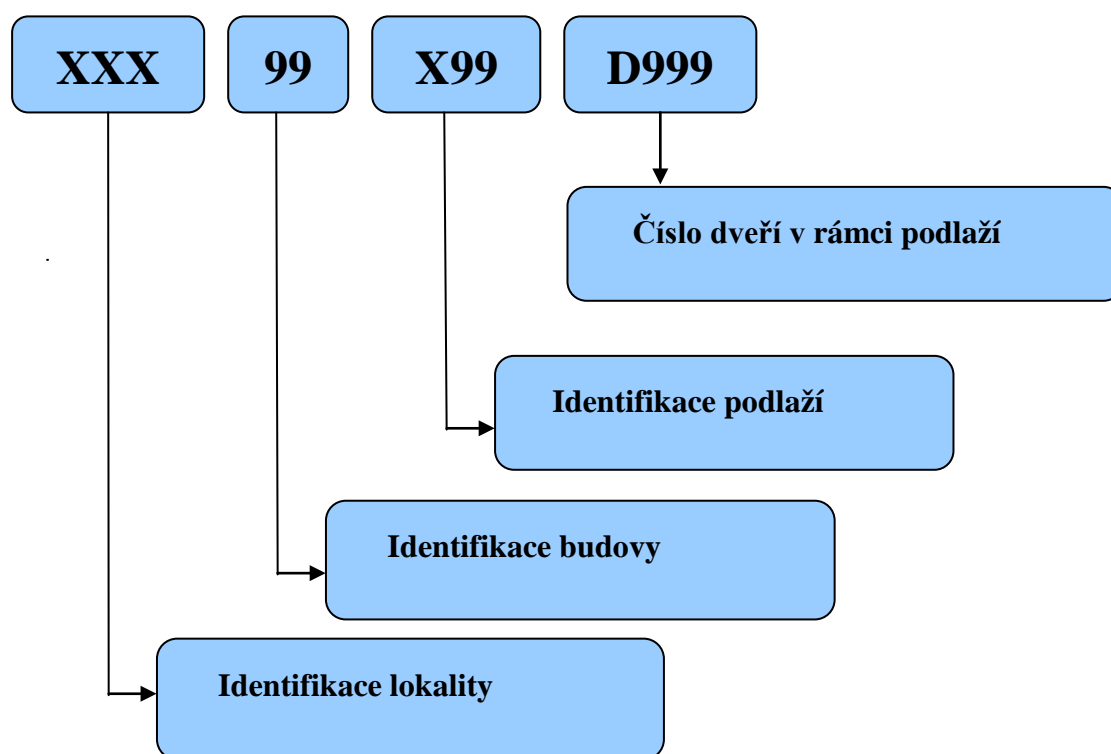 XXX 99 X99 D999
Číslo dveří v rámci podlaží
Identifikace podlaží
Identifikace budovy
Identifikace lokality